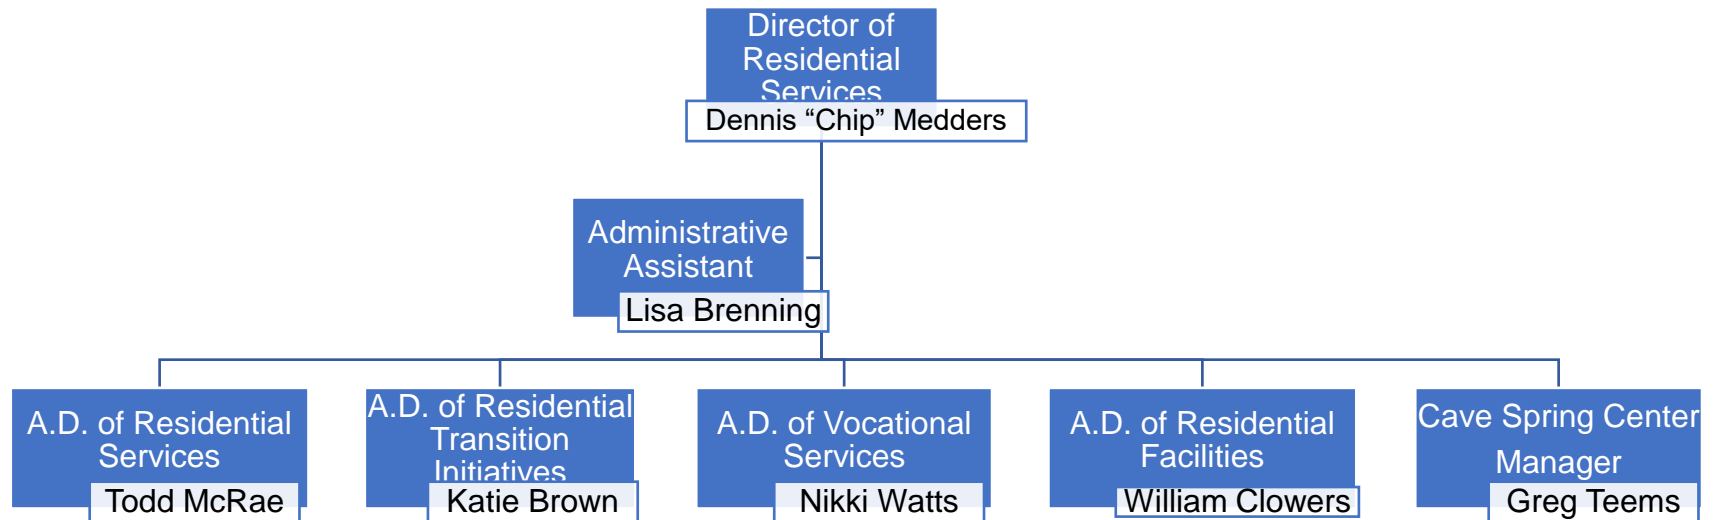 Director of
Residential
Services
Dennis “Chip” Medders
Administrative
Assistant
Lisa Brenning
A.D. of Residential
Services
Todd McRae
A.D. of Residential
Transition
Initiatives
Katie Brown
A.D. of Vocational
Services
Nikki Watts
A.D. of Residential
Facilities
William Clowers
Cave Spring Center
Manager
Greg Teems